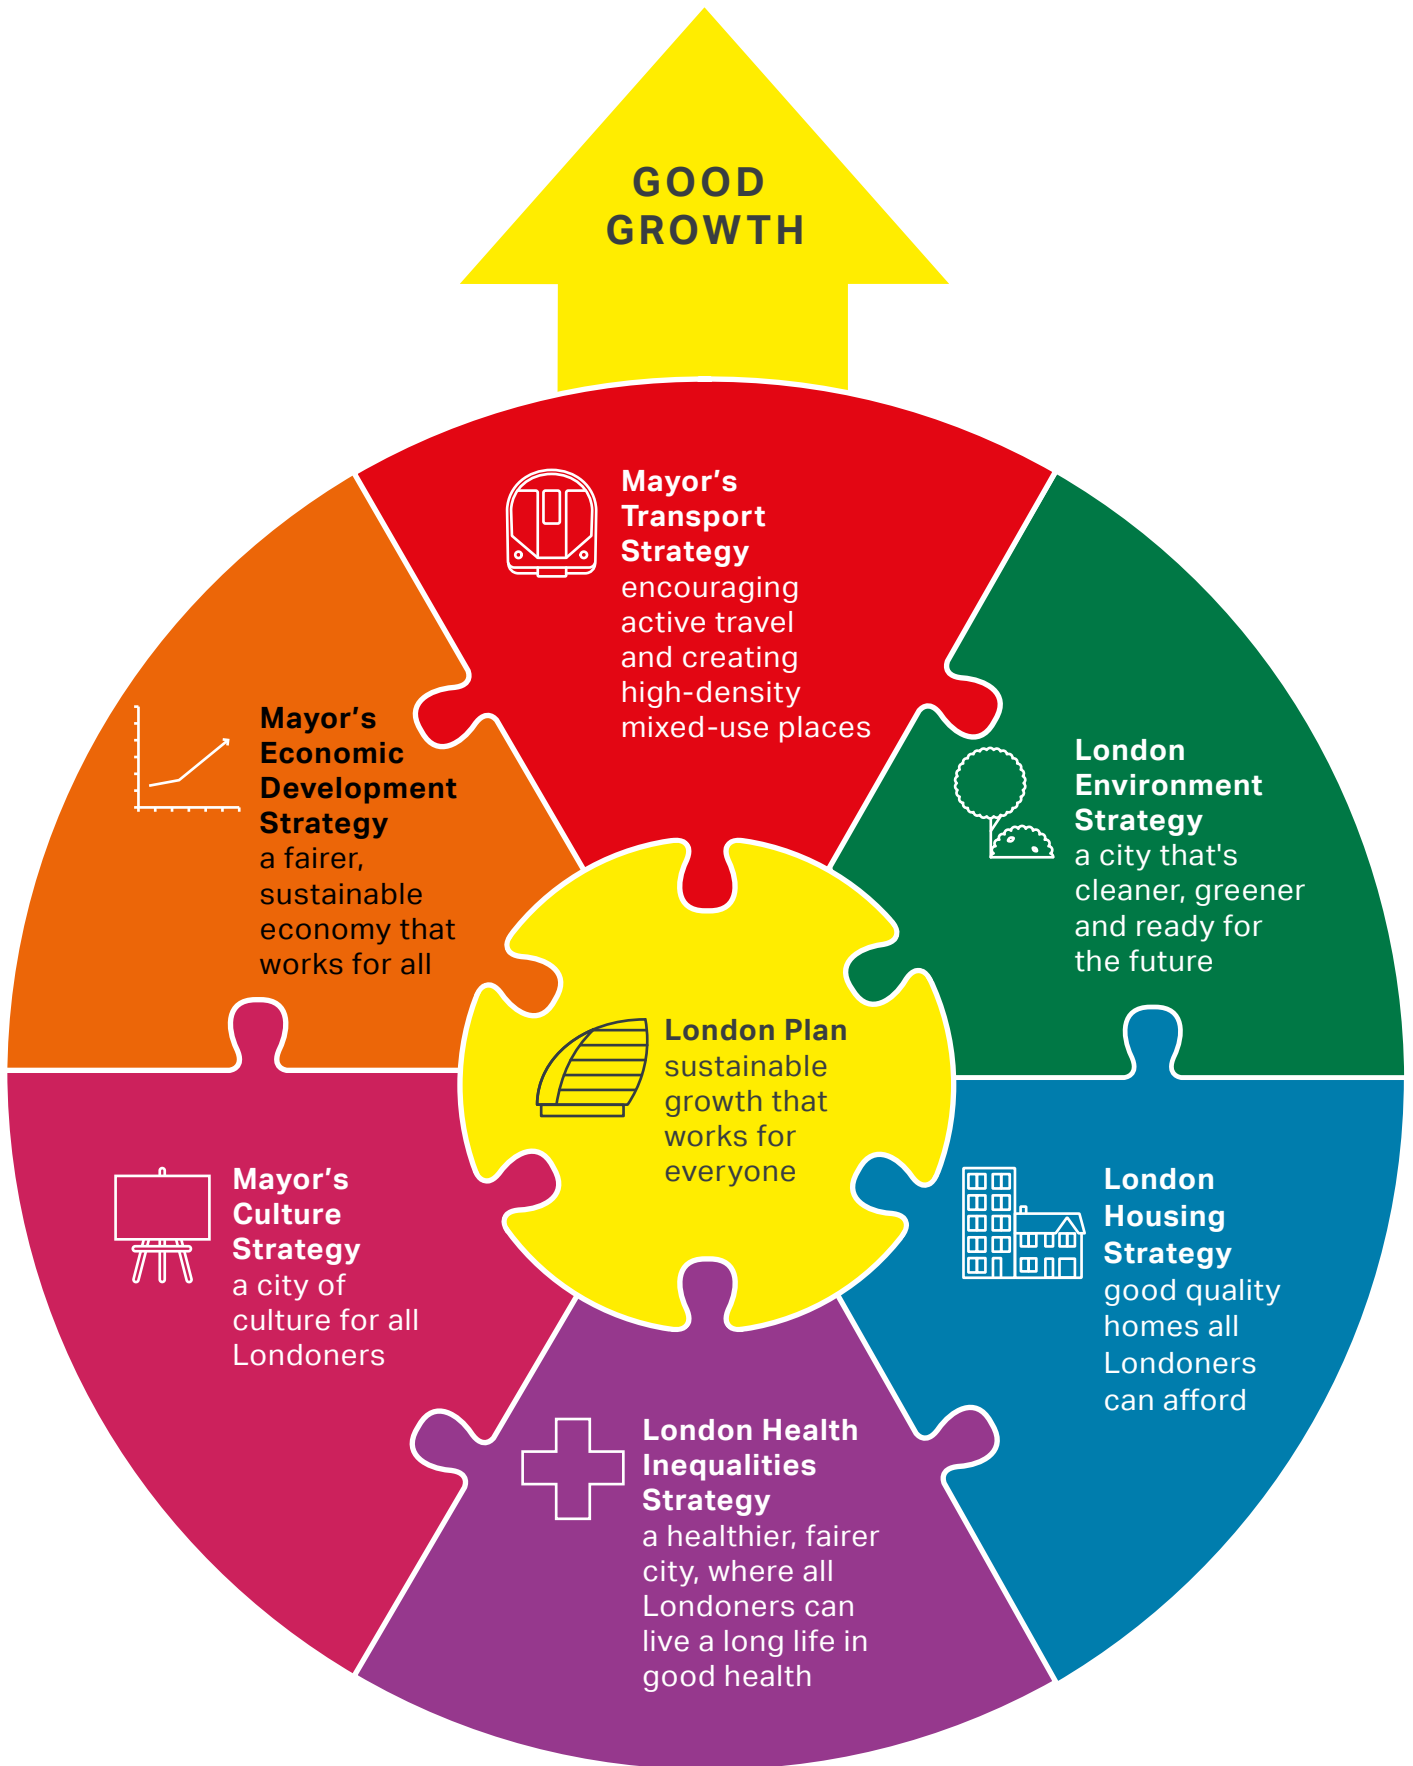 GOOD
GROWTH
Mayor’s
Transport
Strategy
encouraging
active travel
and creating
high-density
mixed-use places
Mayor’s
Economic
Development
Strategy
a fairer,
sustainable
economy that
works for all
London
Environment
Strategy
a city that's
cleaner, greener
and ready for
the future
London Plan
sustainable
growth that
works for
everyone
Mayor’s
Culture
Strategy
a city of
culture for all
Londoners
London
Housing
Strategy
good quality
homes all
Londoners
can afford
London Health
Inequalities
Strategy
a healthier, fairer
city, where all
Londoners can
live a long life in
good health